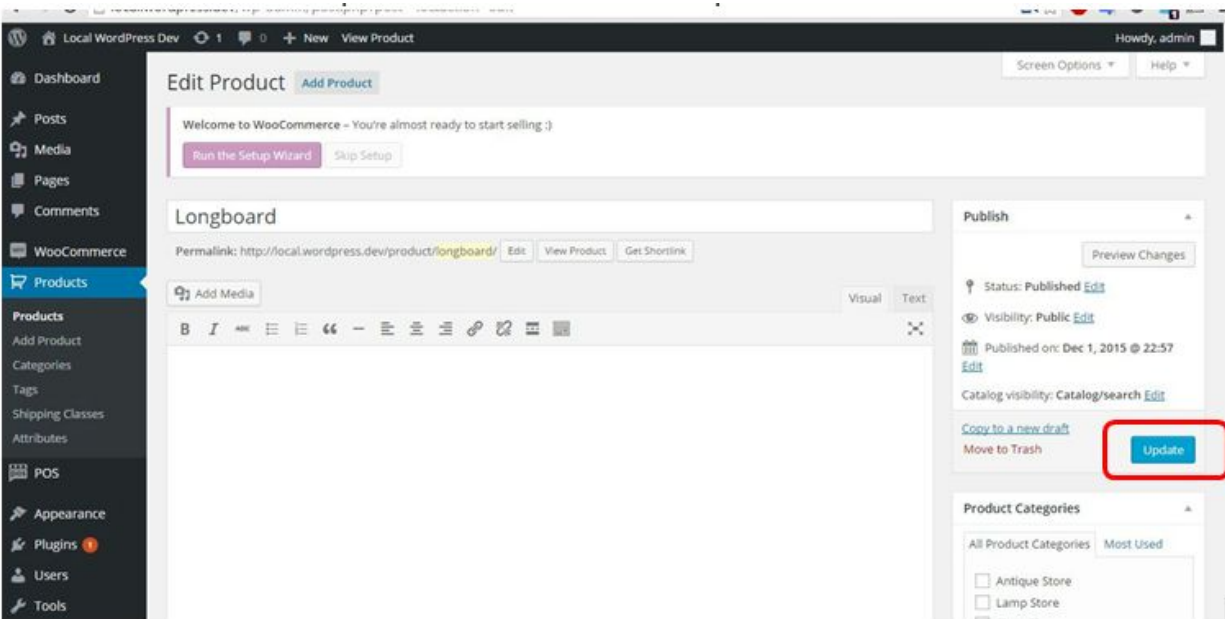 Local WordPress Dev 1 0 + New View Product Howdy, admin
Screen Options Help
Dashboard
Edit Product Add Product
Posts
Welcome to WooCommerce – You're almost ready to start selling :)
Media
Run the Setup Wizard Skip Setup
Pages
Comments
Longboard
Publish
WooCommerce
Permalink: http://local.wordpress.dev/product/longboard/ Edit View Product Get Shortlink
Preview Changes
Products
Add Media
Visual Text
Status: Published Edit
Products
B I ABC
Visibility: Public Edit
Add Product
Published on: Dec 1, 2015 @ 22:57
Edit
Categories
Tags
Catalog visibility: Catalog/search Edit
Shipping Classes
Attributes
Copy to a new draft
Move to Trash Update
POS
Appearance
Product Categories
Plugins 1
All Product Categories Most Used
Users
Antique Store
Tools
Lamp Store